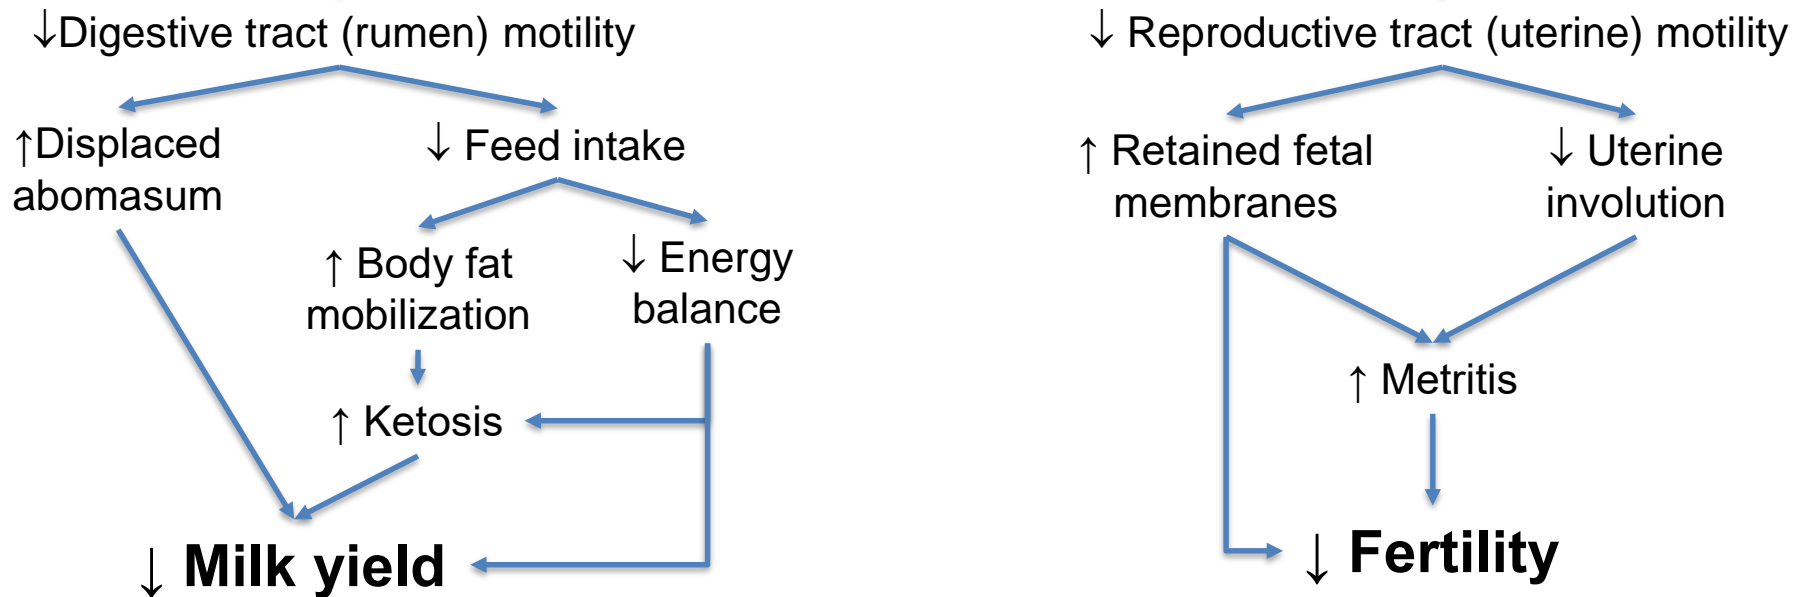 ↓Digestive tract (rumen) motility
↓ Reproductive tract (uterine) motility
↑Displaced
abomasum
↓ Feed intake
↑ Retained fetal
membranes
↓ Uterine
involution
↑ Body fat
mobilization
↓ Energy
balance
↑ Ketosis
↑ Metritis
↓ Milk yield
↓ Fertility